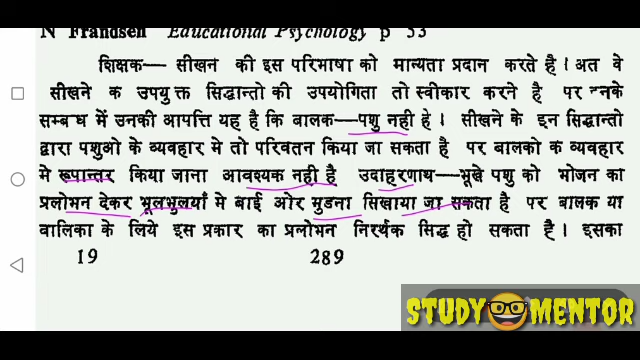 N Frandsen Educational Psychology p 53
शिक्षक— सीखन की इस परिभाषा को मान्यता प्रदान करते है । अत वे
सीखने क उपयुक्त सिद्धान्तो की उपयोगिता तो स्वीकार करने है पर उनके
सम्बध में उनकी आपत्ति यह है कि बालक—पशु नही हे । सीखने के इन सिद्धान्तो
द्वारा पशुओ के व्यवहार मे तो परिवतन किया जा सकता है पर बालको क व्यवहार
मे रूपान्तर किया जाना आवश्यक नही है उदाहरणाथ—भूखे पशु को भोजन का
प्रलोभन देकर भूलभुलयाँ मे बाई ओर मुडना सिखाया जा सकता है पर बालक या
बालिका के लिये इस प्रकार का प्रलोभन निरर्थक सिद्ध हो सकता है । इसका
19 289
STUDY MENTOR